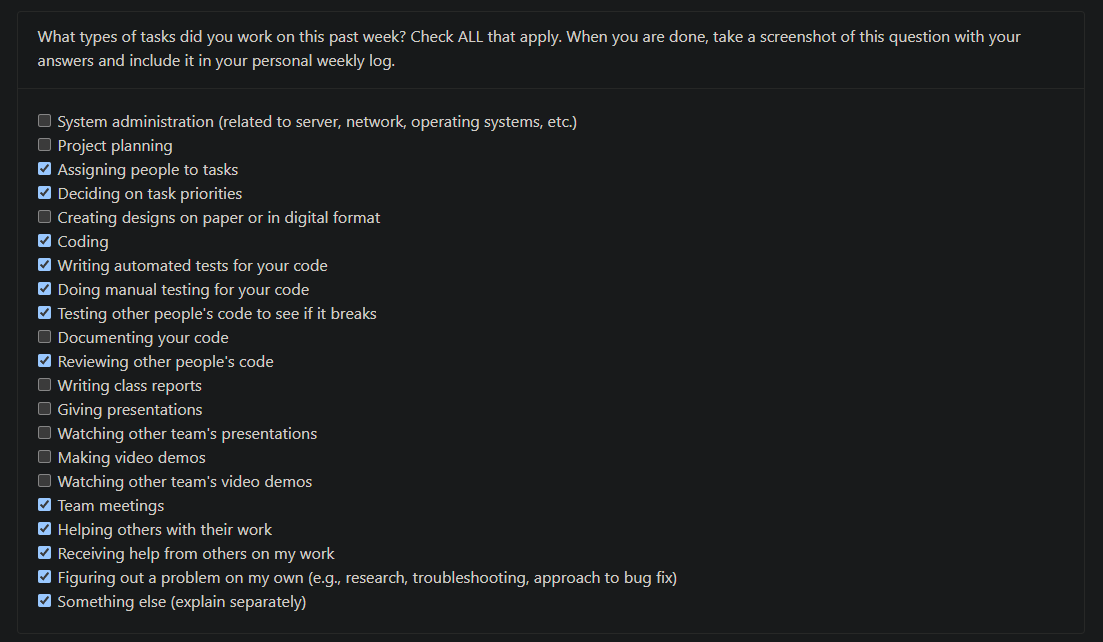 What types of tasks did you work on this past week? Check ALL that apply. When you are done, take a screenshot of this question with your
answers and include it in your personal weekly log.
System administration (related to server, network, operating systems, etc.)
Project planning
Assigning people to tasks
Deciding on task priorities
Creating designs on paper or in digital format
Coding
Writing automated tests for your code
Doing manual testing for your code
Testing other people's code to see if it breaks
Documenting your code
Reviewing other people's code
Writing class reports
Giving presentations
Watching other team's presentations
Making video demos
Watching other team's video demos
Team meetings
Helping others with their work
Receiving help from others on my work
Figuring out a problem on my own (e.g., research, troubleshooting, approach to bug fix)
Something else (explain separately)